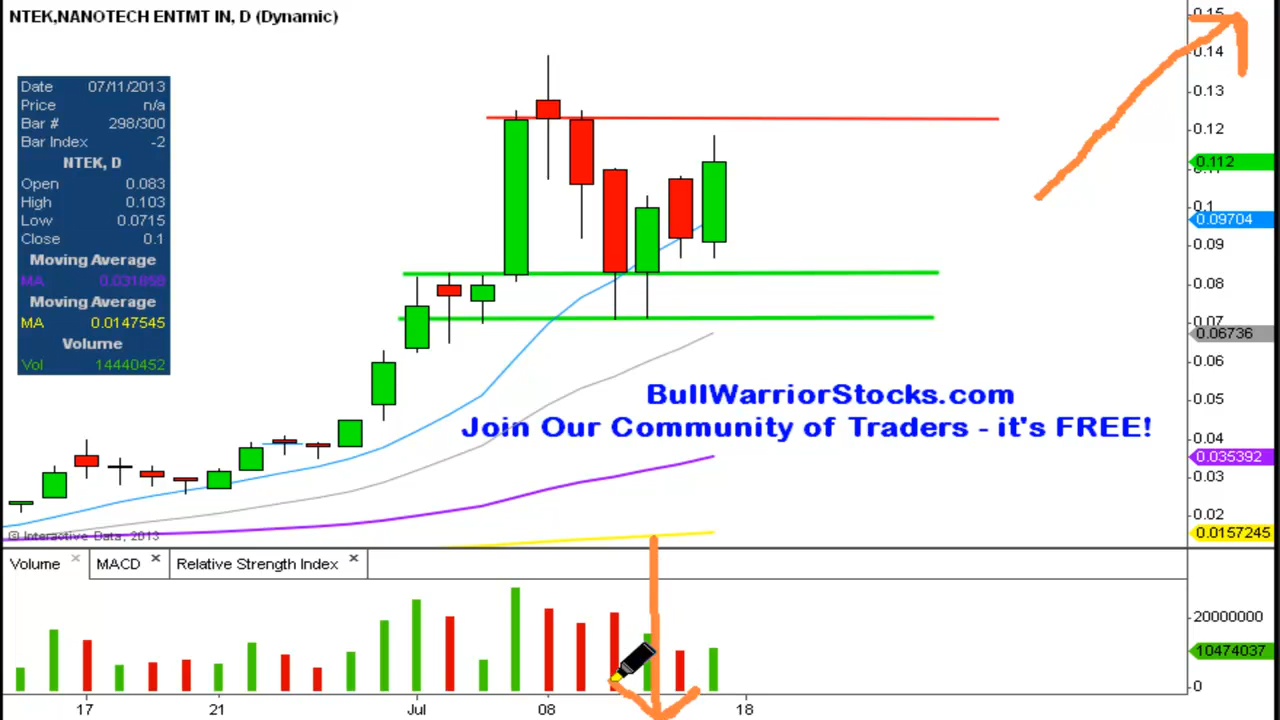 NTEK,NANOTECH ENTMT IN, D (Dynamic)
Date 07/11/2013
Price n/a
Bar # 298/300
Bar Index -2
NTEK, D
Open 0.083
High 0.103
Low 0.0715
Close 0.1
Moving Average
MA 0.031859
Moving Average
MA 0.0147545
Volume
Vol 14440452
0.15
0.14
0.13
0.12
0.112
0.1
0.09704
0.09
0.08
0.07
0.06736
0.06
0.05
0.04
0.035392
0.03
0.02
0.0157245
BullWarriorStocks.com
Join Our Community of Traders - it's FREE!
© Interactive Data, 2013
Volume × MACD × Relative Strength Index ×
20000000
10474037
0
17 21 Jul 08 18